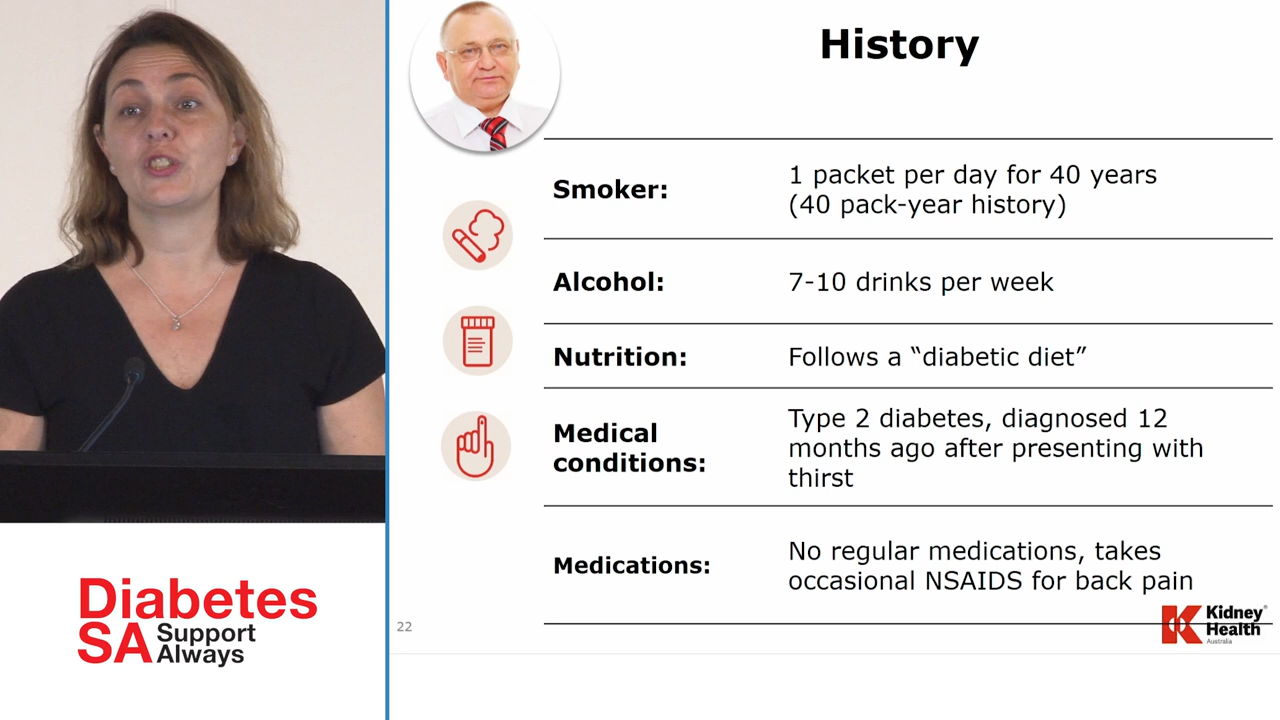 History
Smoker:
1 packet per day for 40 years
(40 pack-year history)
Alcohol:
7-10 drinks per week
Nutrition:
Follows a “diabetic diet”
Medical
conditions:
Type 2 diabetes, diagnosed 12
months ago after presenting with
thirst
Medications:
No regular medications, takes
occasional NSAIDS for back pain
22
Kidney
Health
Australia
Diabetes
SA Support
Always